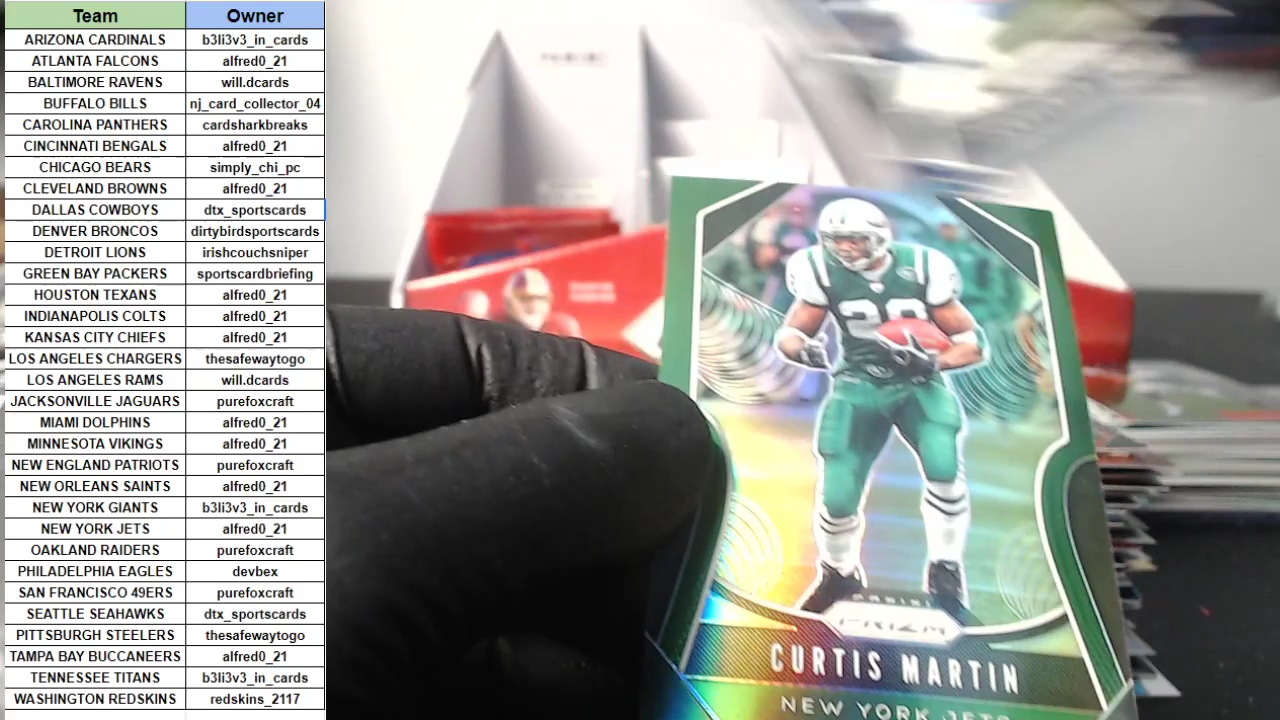 Team Owner
ARIZONA CARDINALS b3li3v3_in_cards
ATLANTA FALCONS alfred0_21
BALTIMORE RAVENS will.dcards
BUFFALO BILLS nj_card_collector_04
CAROLINA PANTHERS cardsharkbreaks
CINCINNATI BENGALS alfred0_21
CHICAGO BEARS simply_chi_pc
CLEVELAND BROWNS alfred0_21
DALLAS COWBOYS dtx_sportscards
DENVER BRONCOS dirtybirdsportscards
DETROIT LIONS irishcouchsniper
GREEN BAY PACKERS sportscardbriefing
HOUSTON TEXANS alfred0_21
INDIANAPOLIS COLTS alfred0_21
KANSAS CITY CHIEFS alfred0_21
LOS ANGELES CHARGERS thesafewaytogo
LOS ANGELES RAMS will.dcards
JACKSONVILLE JAGUARS purefoxcraft
MIAMI DOLPHINS alfred0_21
MINNESOTA VIKINGS alfred0_21
NEW ENGLAND PATRIOTS purefoxcraft
NEW ORLEANS SAINTS alfred0_21
NEW YORK GIANTS b3li3v3_in_cards
NEW YORK JETS alfred0_21
OAKLAND RAIDERS purefoxcraft
PHILADELPHIA EAGLES devbex
SAN FRANCISCO 49ERS purefoxcraft
SEATTLE SEAHAWKS dtx_sportscards
PITTSBURGH STEELERS thesafewaytogo
TAMPA BAY BUCCANEERS alfred0_21
TENNESSEE TITANS b3li3v3_in_cards
WASHINGTON REDSKINS redskins_2117
PANINI
PRIZM
CURTIS MARTIN
NEW YORK JETS